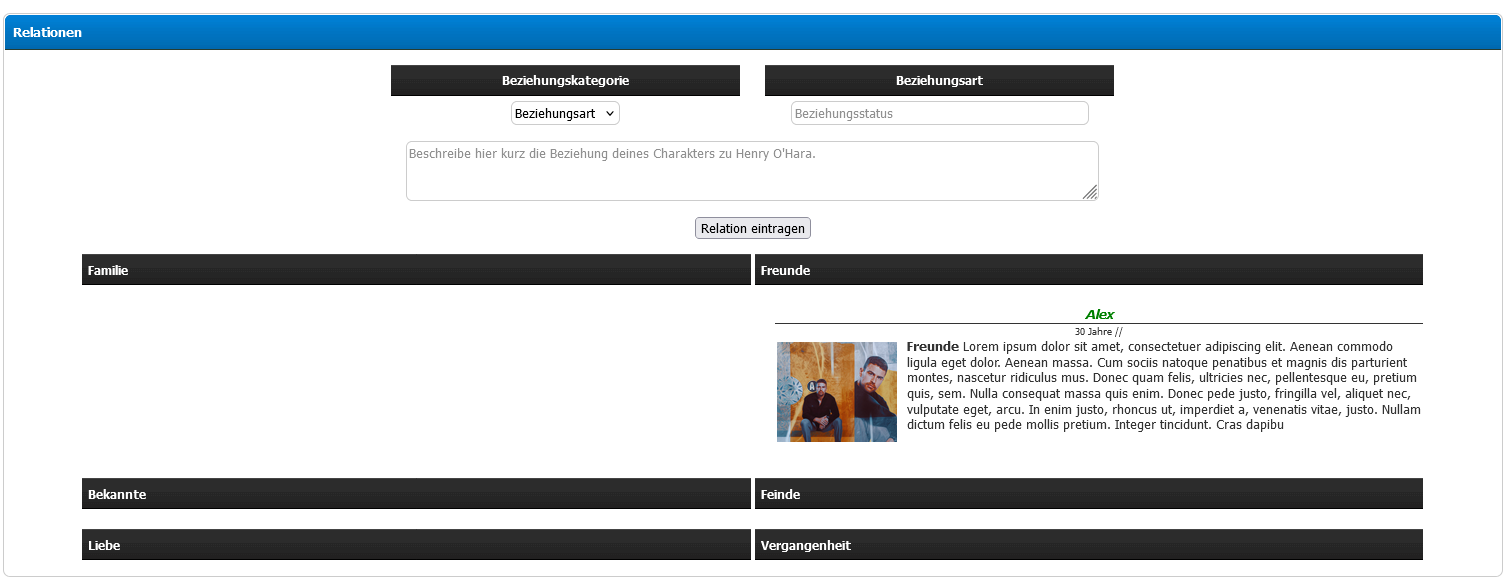 Relationen
Beziehungskategorie
Beziehungsart
Beziehungsart
Beziehungsstatus
Beschreibe hier kurz die Beziehung deines Charakters zu Henry O'Hara.
Relation eintragen
Familie
Freunde
Alex
30 Jahre //
Freunde Lorem ipsum dolor sit amet, consectetuer adipiscing elit. Aenean commodo
ligula eget dolor. Aenean massa. Cum sociis natoque penatibus et magnis dis parturient
montes, nascetur ridiculus mus. Donec quam felis, ultricies nec, pellentesque eu, pretium
quis, sem. Nulla consequat massa quis enim. Donec pede justo, fringilla vel, aliquet nec,
vulputate eget, arcu. In enim justo, rhoncus ut, imperdiet a, venenatis vitae, justo. Nullam
dictum felis eu pede mollis pretium. Integer tincidunt. Cras dapibu
Bekannte
Feinde
Liebe
Vergangenheit